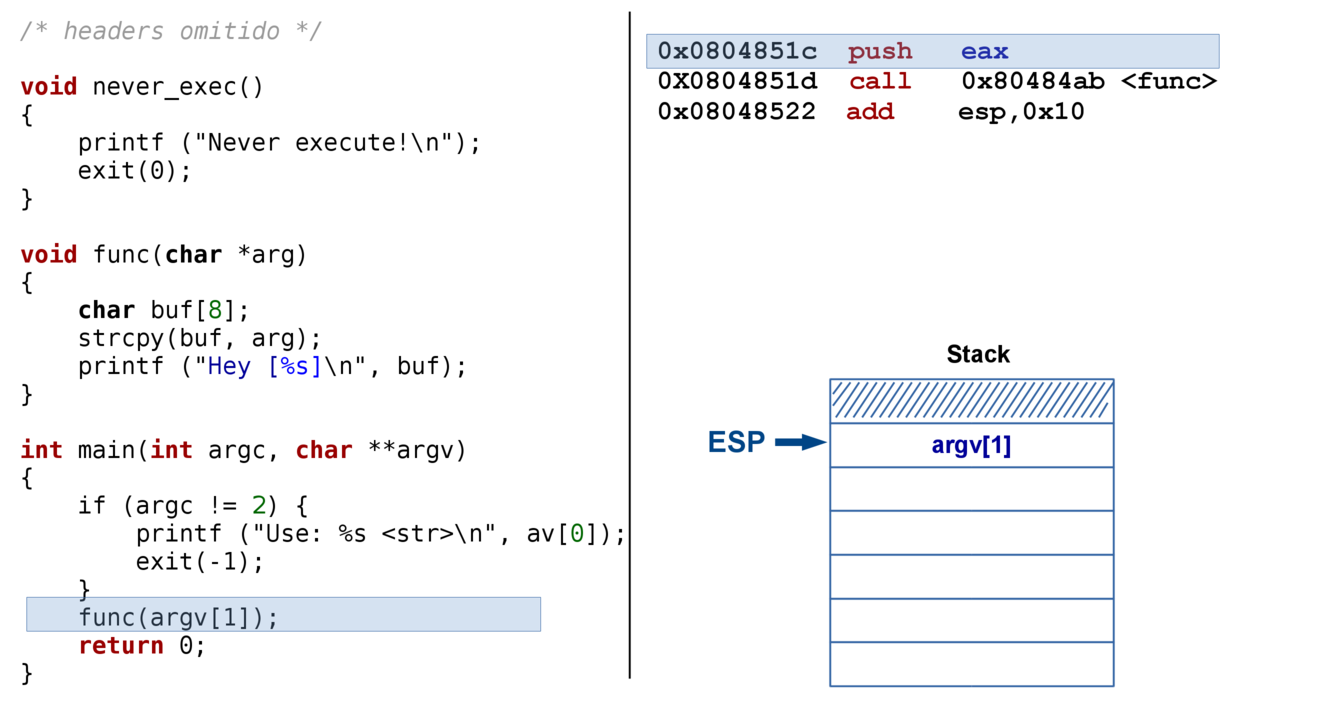 /* headers omitido */
void never_exec()
{
    printf ("Never execute!\n");
    exit(0);
}
void func(char *arg)
{
    char buf[8];
    strcpy(buf, arg);
    printf ("Hey [%s]\n", buf);
}
int main(int argc, char **argv)
{
    if (argc != 2) {
        printf ("Use: %s <str>\n", av[0]);
        exit(-1);
    }
    func(argv[1]);
    return 0;
}
0x0804851c push eax
0X0804851d call 0x80484ab <func>
0x08048522 add esp,0x10
Stack
ESP
argv[1]